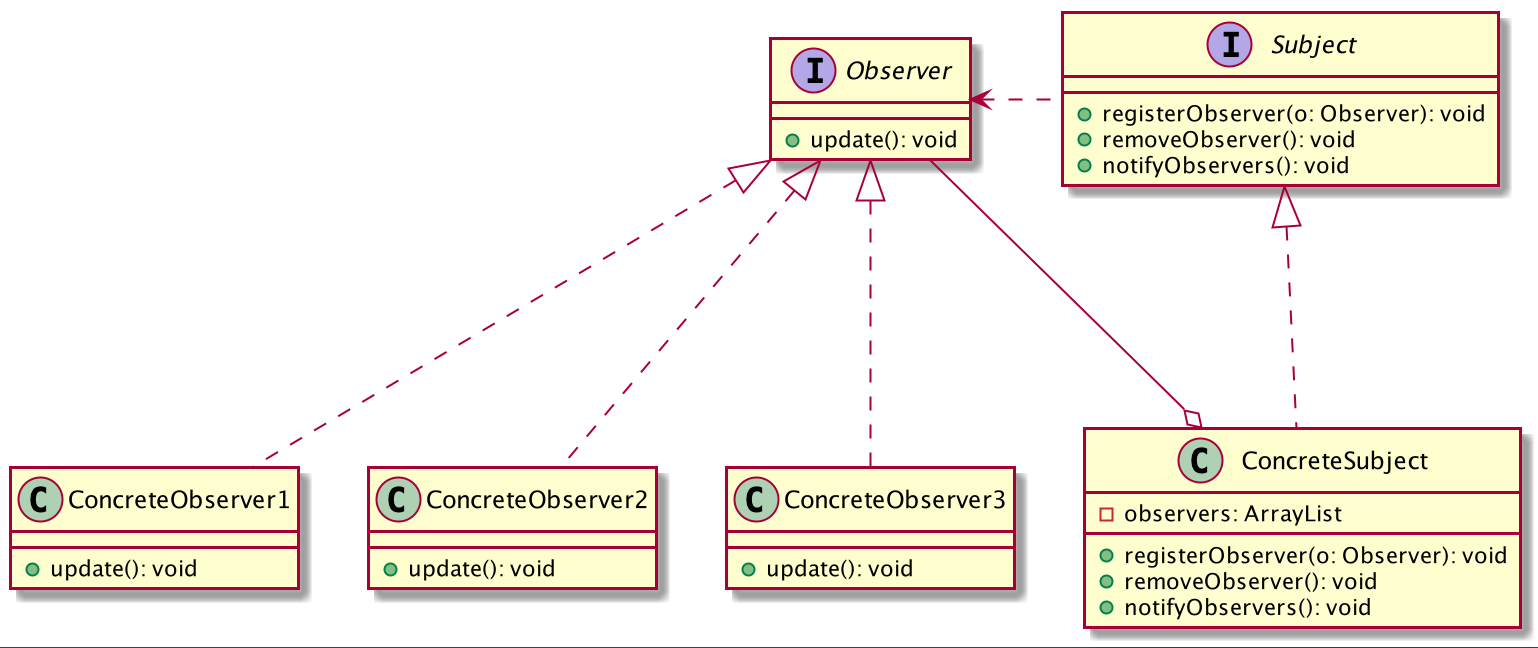 I Observer
update(): void
I Subject
registerObserver(o: Observer): void
removeObserver(): void
notifyObservers(): void
C ConcreteObserver1
update(): void
C ConcreteObserver2
update(): void
C ConcreteObserver3
update(): void
C ConcreteSubject
observers: ArrayList
registerObserver(o: Observer): void
removeObserver(): void
notifyObservers(): void